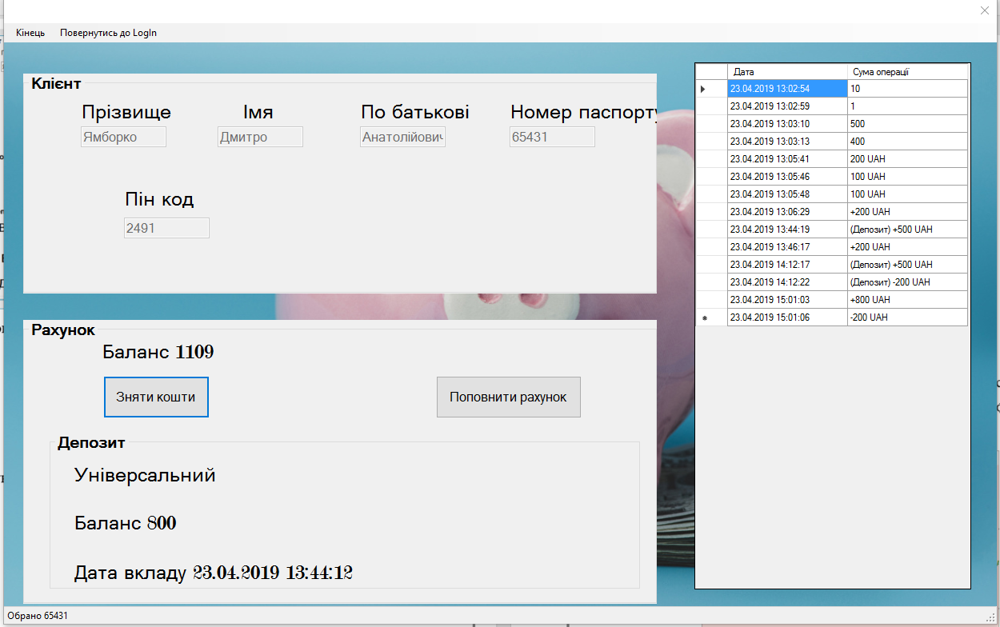 Кінець Повернутись до LogIn
Клієнт
Прізвище Імя По батькові Номер паспорту
Ямборко Дмитро Анатолійович 65431
Пін код
2491
Рахунок
Баланс 1109
Зняти кошти Поповнити рахунок
Депозит
Універсальний
Баланс 800
Дата вкладу 23.04.2019 13:44:12
Дата Сума операції
23.04.2019 13:02:54 10
23.04.2019 13:02:59 1
23.04.2019 13:03:10 500
23.04.2019 13:03:13 400
23.04.2019 13:05:41 200 UAH
23.04.2019 13:05:46 100 UAH
23.04.2019 13:05:48 100 UAH
23.04.2019 13:06:29 +200 UAH
23.04.2019 13:44:19 (Депозит) +500 UAH
23.04.2019 13:46:17 +200 UAH
23.04.2019 14:12:17 (Депозит) +500 UAH
23.04.2019 14:12:22 (Депозит) -200 UAH
23.04.2019 15:01:03 +800 UAH
23.04.2019 15:01:06 -200 UAH
Обрано 65431